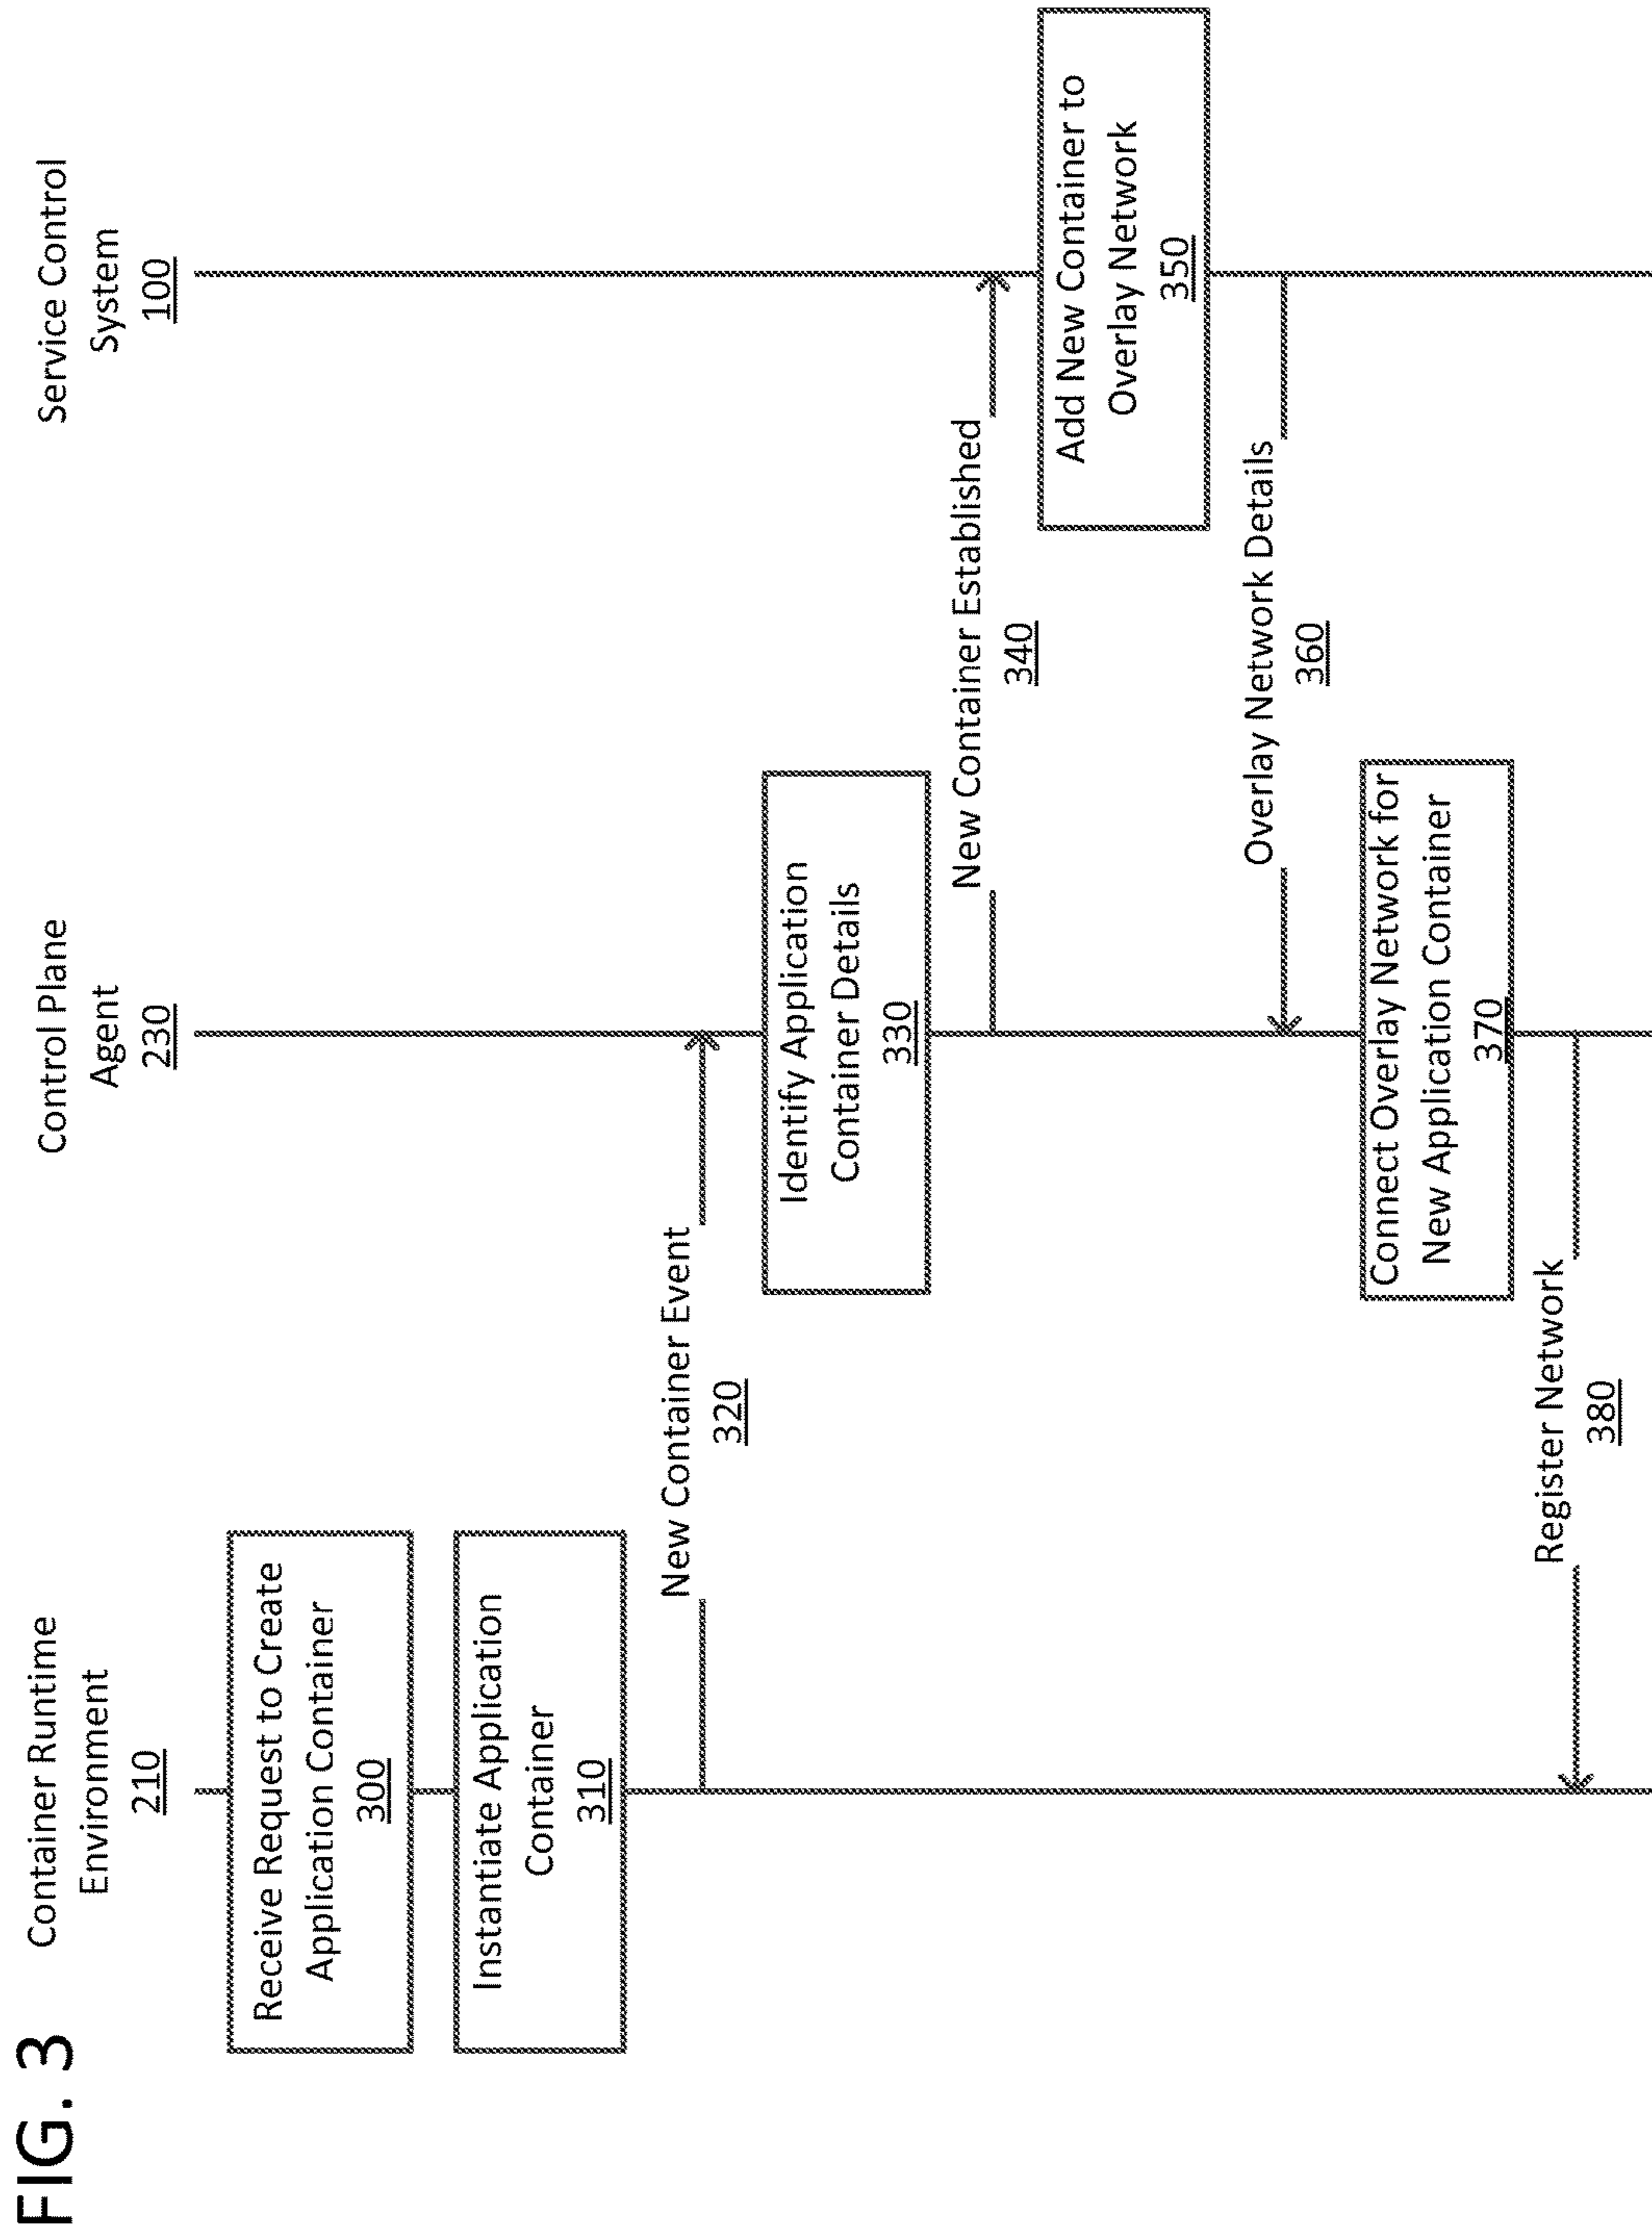 FIG. 3
Container Runtime
Environment
210
Control Plane
Agent
230
Service Control
System
100
Receive Request to Create
Application Container
300
Instantiate Application
Container
310
New Container Event
320
Identify Application
Container Details
330
New Container Established
340
Add New Container to
Overlay Network
350
Overlay Network Details
360
Connect Overlay Network for
New Application Container
370
Register Network
380